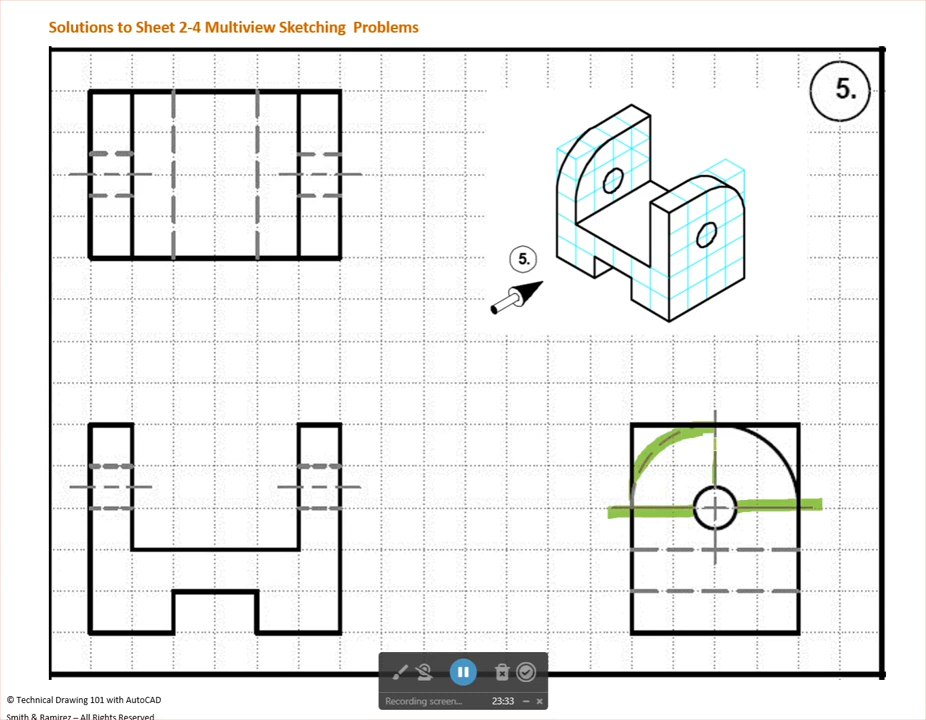 Solutions to Sheet 2-4 Multiview Sketching  Problems
5.
5.
Recording screen...
23:33
© Technical Drawing 101 with AutoCAD
Smith & Ramirez – All Rights Reserved